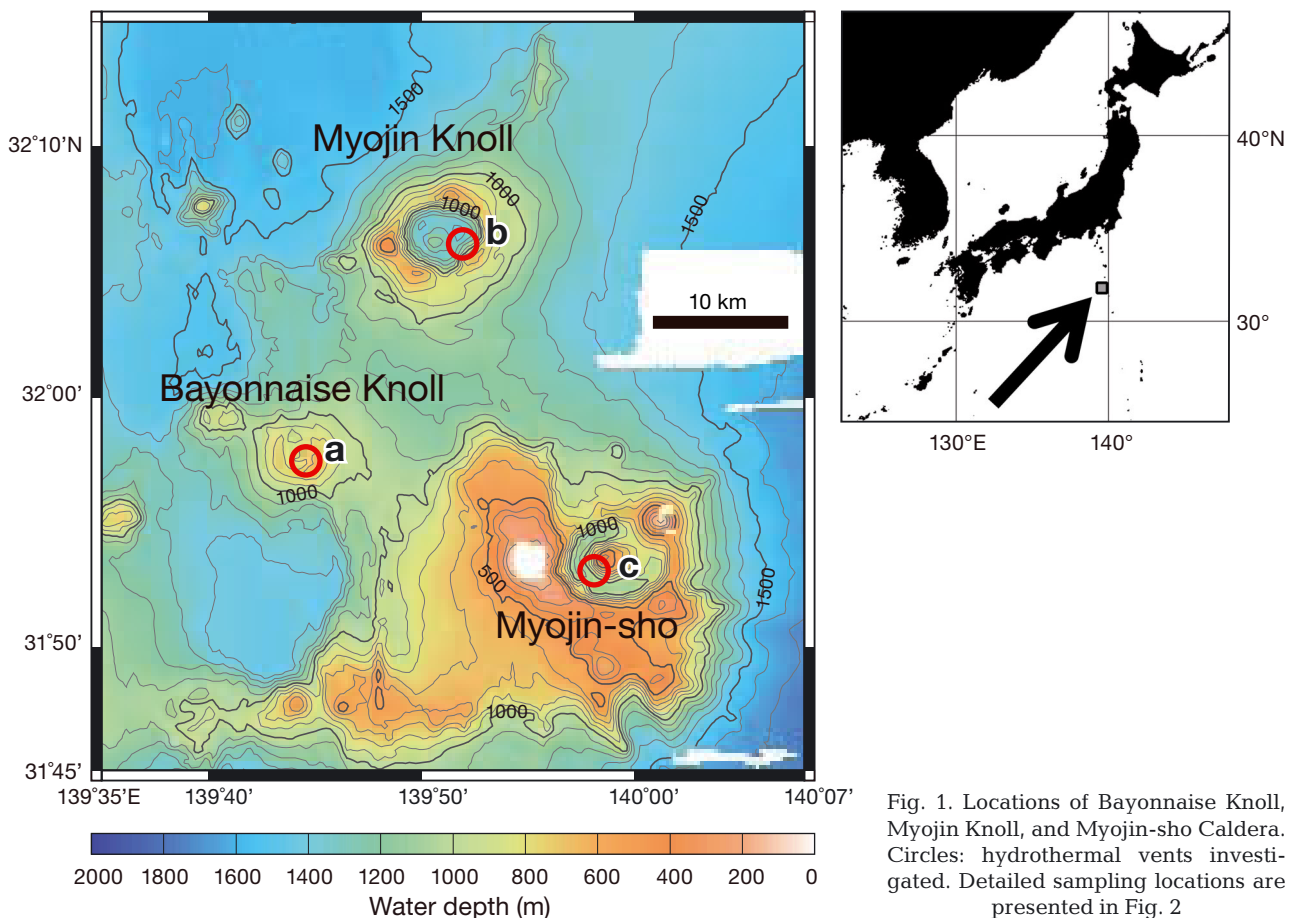 32°10’N
32°00’
31°50’
31°45’
139°35’E
139°40’
139°50’
140°00’
140°07’
1500
Myojin Knoll
1000
1000
b
1500
10 km
Bayonnaise Knoll
a
1000
1000
500
c
1500
Myojin-sho
1000
2000 1800 1600 1400 1200 1000 800 600 400 200 0
Water depth (m)
40°N
30°
130°E
140°
Fig. 1. Locations of Bayonnaise Knoll,
Myojin Knoll, and Myojin-sho Caldera.
Circles: hydrothermal vents investi-
gated. Detailed sampling locations are
presented in Fig. 2